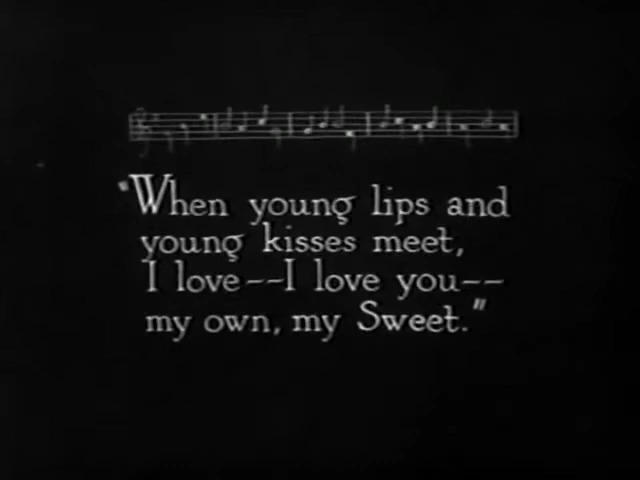 "When young lips and
young kisses meet,
I love--I love you--
my own, my Sweet."